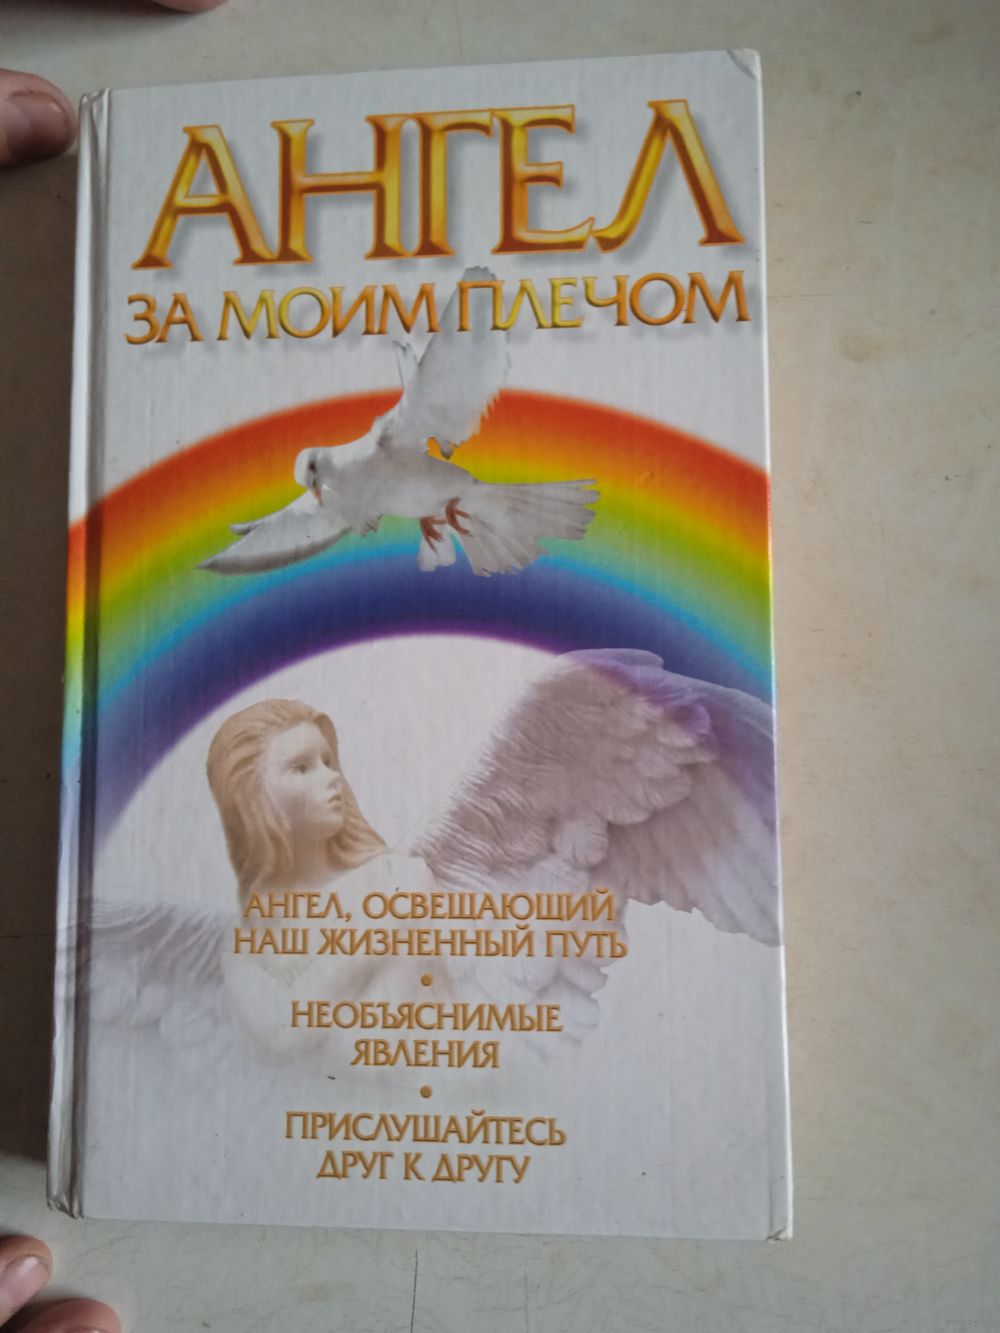 АНГЕЛ
ЗА МОИМ ПЛЕЧОМ
АНГЕЛ, ОСВЕЩАЮЩИЙ
НАШ ЖИЗНЕННЫЙ ПУТЬ
•
НЕОБЪЯСНИМЫЕ
ЯВЛЕНИЯ
•
ПРИСЛУШАЙТЕСЬ
ДРУГ К ДРУГУ